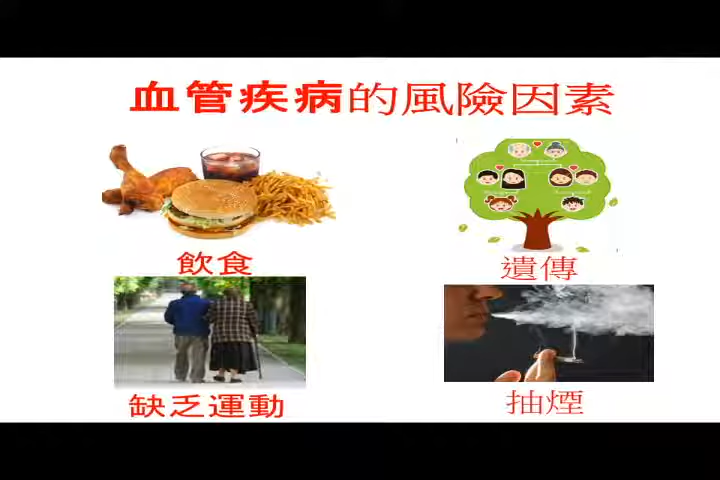 血管疾病的風險因素
飲食
遺傳
缺乏運動
抽煙